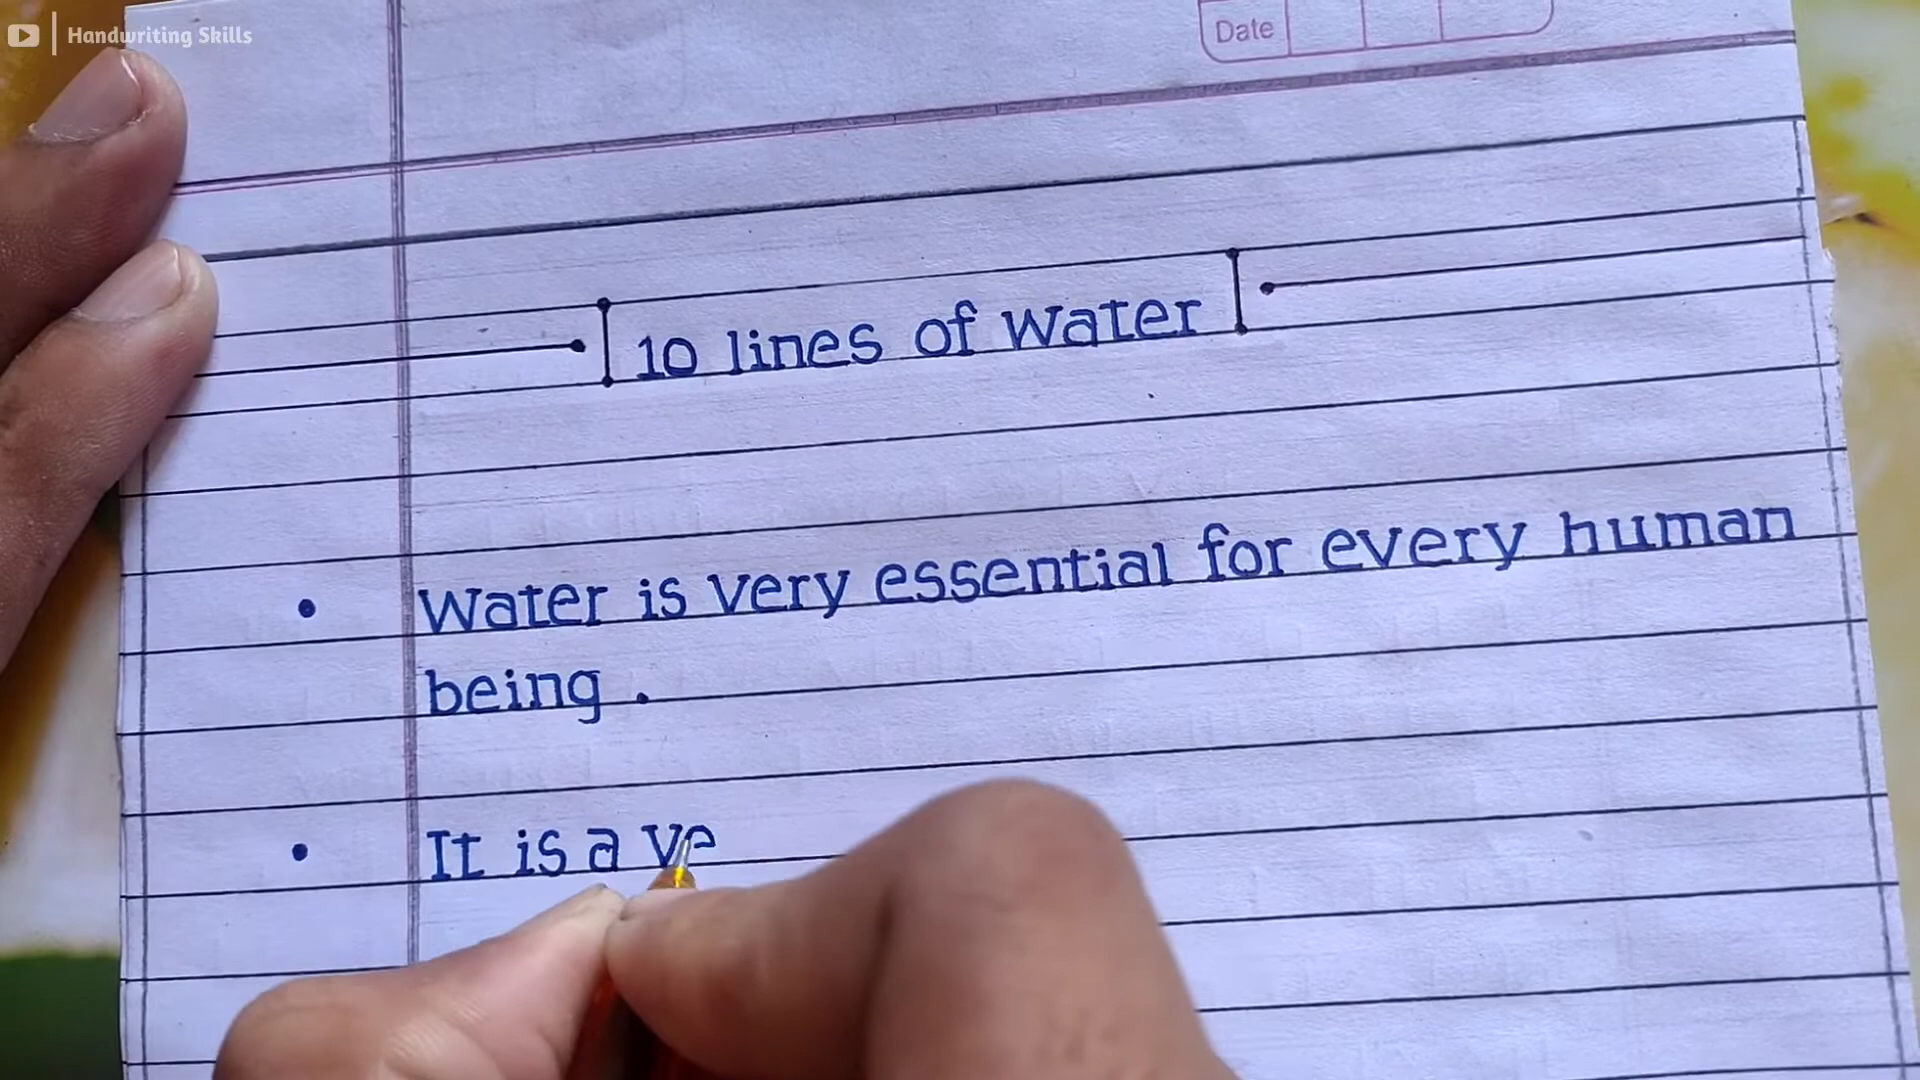 Handwriting Skills
Date
10 lines of Water
• Water is very essential for every human
being .
• It is a ve